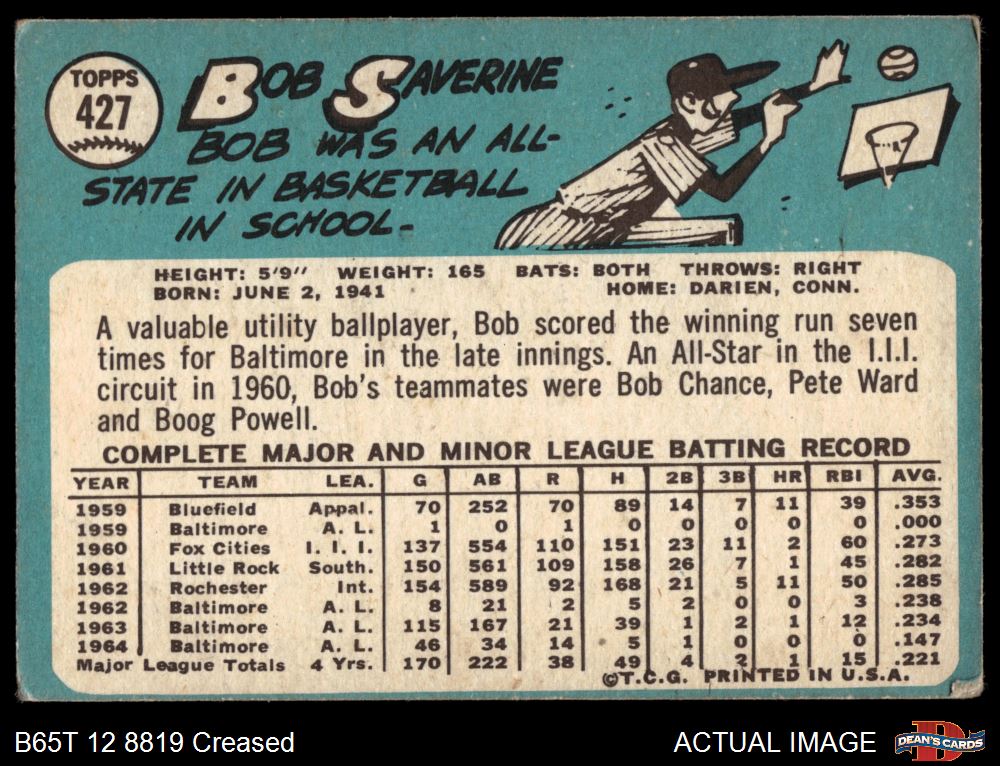 TOPPS
427
BOB SAVERINE
BOB WAS AN ALL-
STATE IN BASKETBALL
IN SCHOOL.
HEIGHT: 5'9" WEIGHT: 165 BATS: BOTH THROWS: RIGHT
BORN: JUNE 2, 1941 HOME: DARIEN, CONN.
A valuable utility ballplayer, Bob scored the winning run seven
times for Baltimore in the late innings. An All-Star in the I.I.I.
circuit in 1960, Bob's teammates were Bob Chance, Pete Ward
and Boog Powell.
COMPLETE MAJOR AND MINOR LEAGUE BATTING RECORD
YEAR TEAM LEA. G AB R H 2B 3B HR RBI AVG.
1959 Bluefield Appal. 70 252 70 89 14 7 11 39 .353
1959 Baltimore A. L. 1 0 1 0 0 0 0 0 .000
1960 Fox Cities I. I. I. 137 554 110 151 23 11 2 60 .273
1961 Little Rock South. 150 561 109 158 26 7 1 45 .282
1962 Rochester Int. 154 589 92 168 21 5 11 50 .285
1962 Baltimore A. L. 8 21 2 5 2 0 0 3 .238
1963 Baltimore A. L. 115 167 21 39 1 2 1 12 .234
1964 Baltimore A. L. 46 34 14 5 1 0 0 0 .147
Major League Totals 4 Yrs. 170 222 38 49 4 2 1 15 .221
©T.C.G. PRINTED IN U.S.A.
B65T 12 8819 Creased ACTUAL IMAGE DEAN'S CARDS